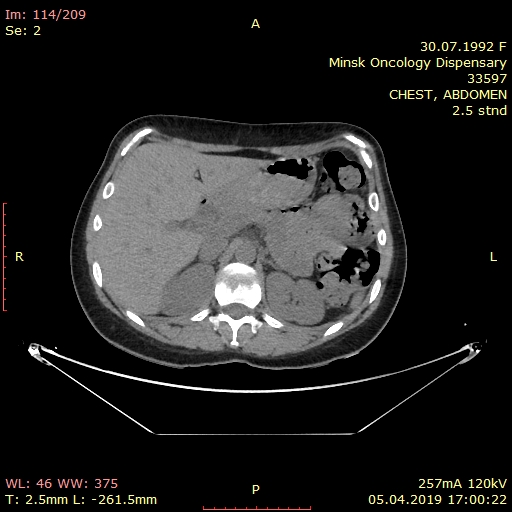 Im: 114/209
Se: 2
A
30.07.1992 F
Minsk Oncology Dispensary
33597
CHEST, ABDOMEN
2.5 stnd
R
L
WL: 46 WW: 375
T: 2.5mm L: -261.5mm
P
257mA 120kV
05.04.2019 17:00:22